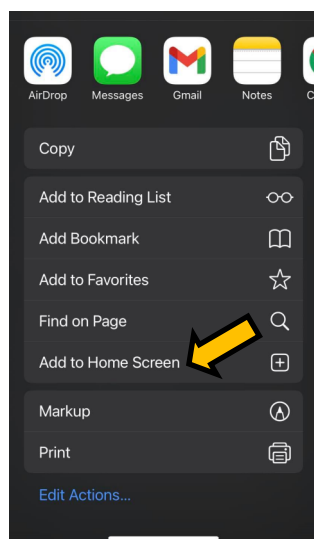 AirDrop Messages Gmail Notes C
Copy
Add to Reading List
Add Bookmark
Add to Favorites
Find on Page
Add to Home Screen
Markup
Print
Edit Actions...